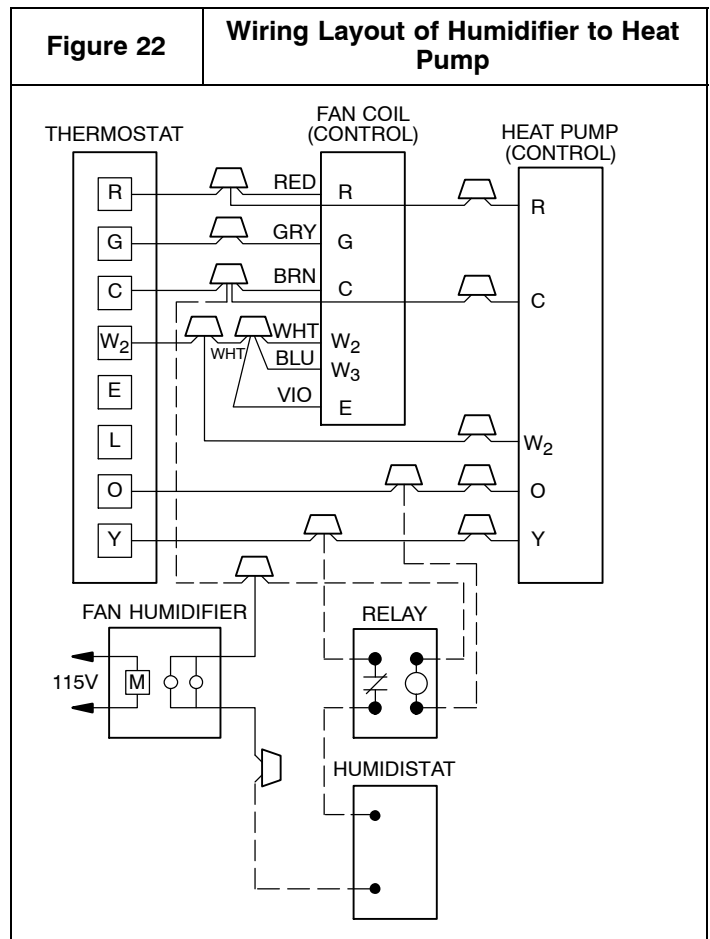 Figure 22
Wiring Layout of Humidifier to Heat
Pump
THERMOSTAT
FAN COIL
(CONTROL)
HEAT PUMP
(CONTROL)
R
RED
R
R
G
GRY
G
C
BRN
C
C
W2
WHT
WHT
W2
BLU
W3
E
VIO
E
L
W2
O
O
Y
Y
FAN HUMIDIFIER
RELAY
115V
M
HUMIDISTAT